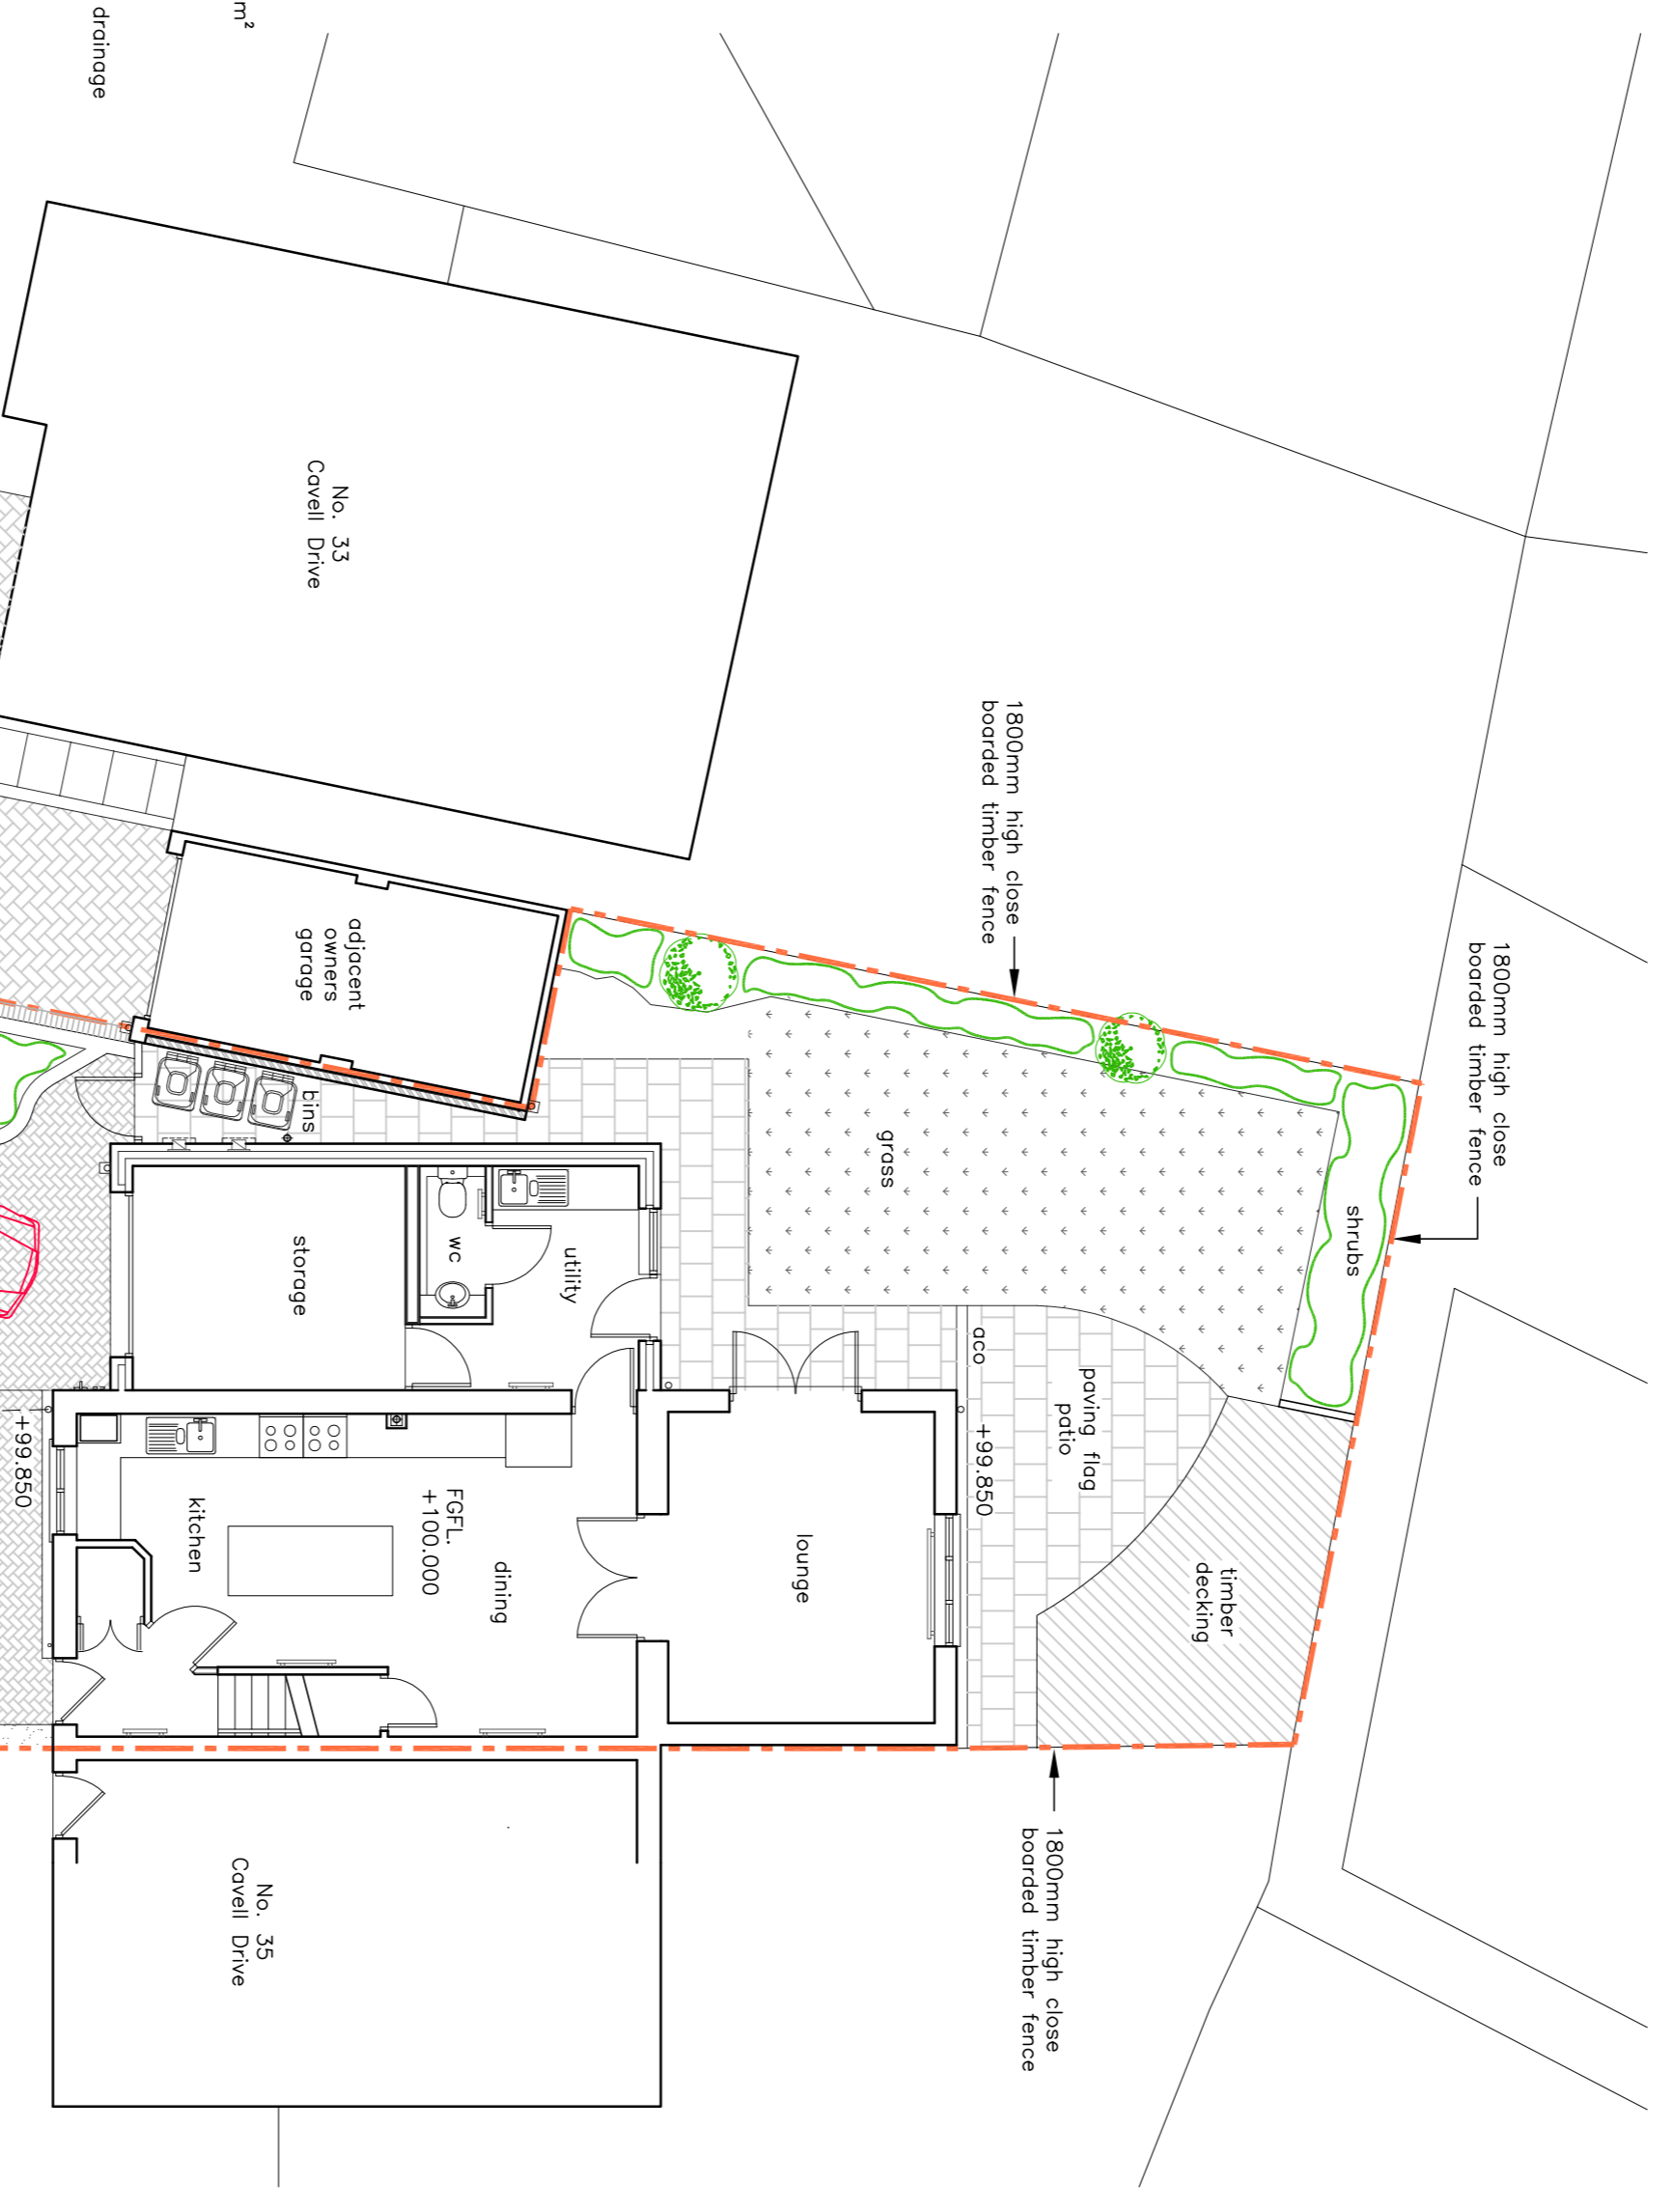 m²
drainage
No. 33
Cavell Drive
1800mm high close
boarded timber fence
1800mm high close
boarded timber fence
adjacent
owners
garage
bins
grass
shrubs
storage
wc
utility
aco
+99.850
paving flag
patio
timber
decking
lounge
+99.850
kitchen
FGFL.
+100.000
dining
No. 35
Cavell Drive
1800mm high close
boarded timber fence